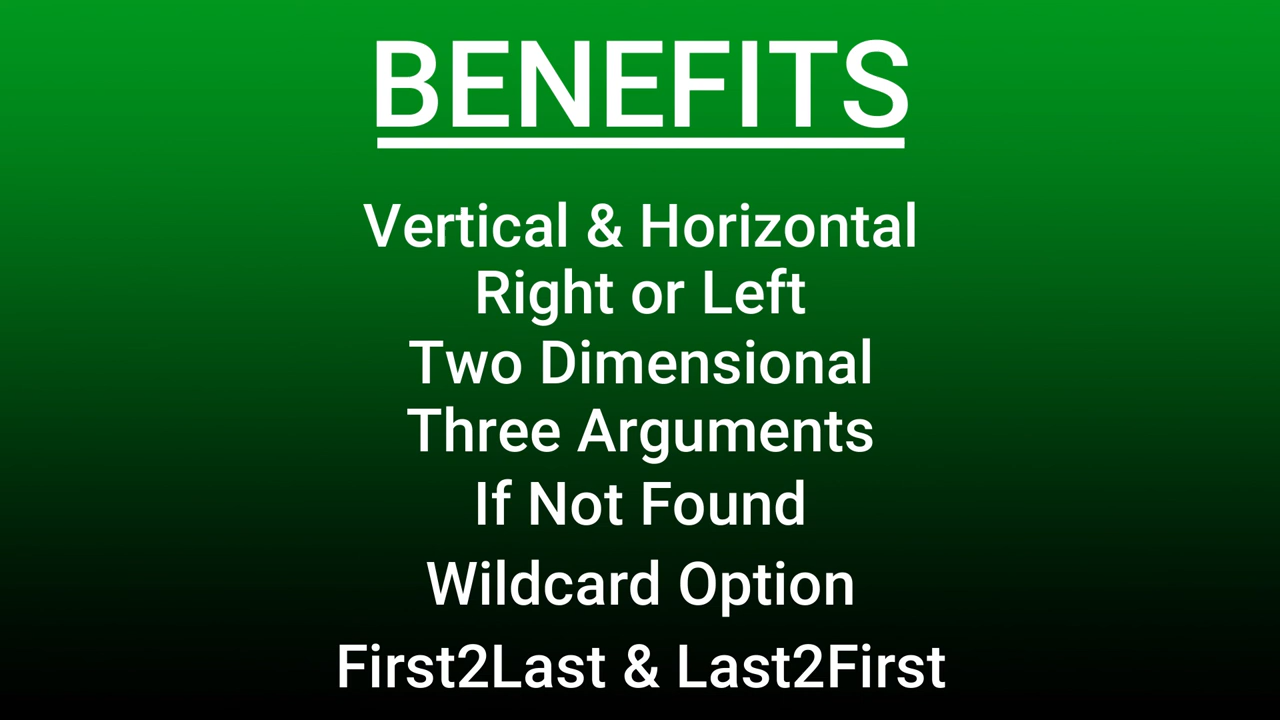 BENEFITS
Vertical & Horizontal
Right or Left
Two Dimensional
Three Arguments
If Not Found
Wildcard Option
First2Last & Last2First